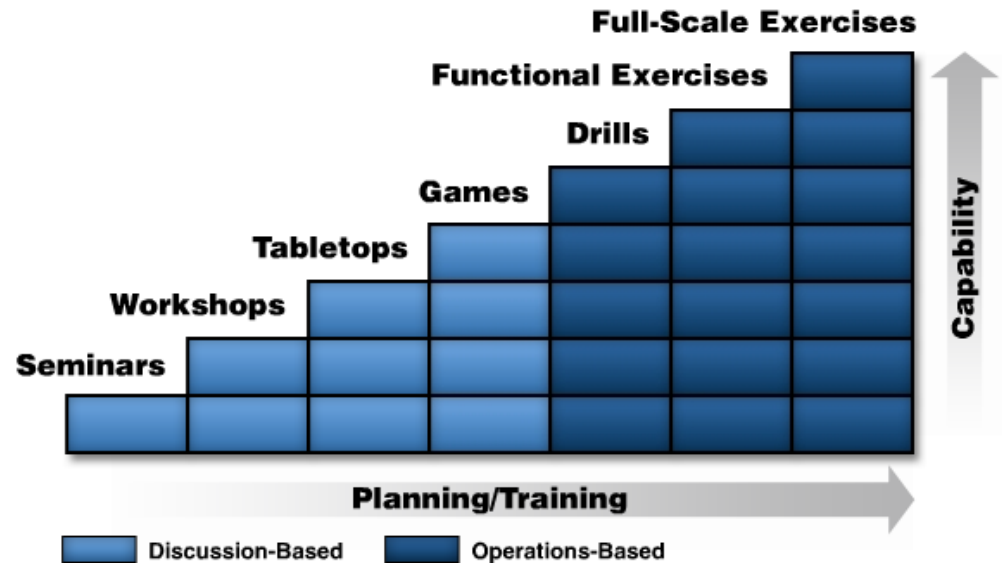 Full-Scale Exercises
Functional Exercises
Drills
Games
Tabletops
Workshops
Seminars
Capability
Planning/Training
Discussion-Based
Operations-Based